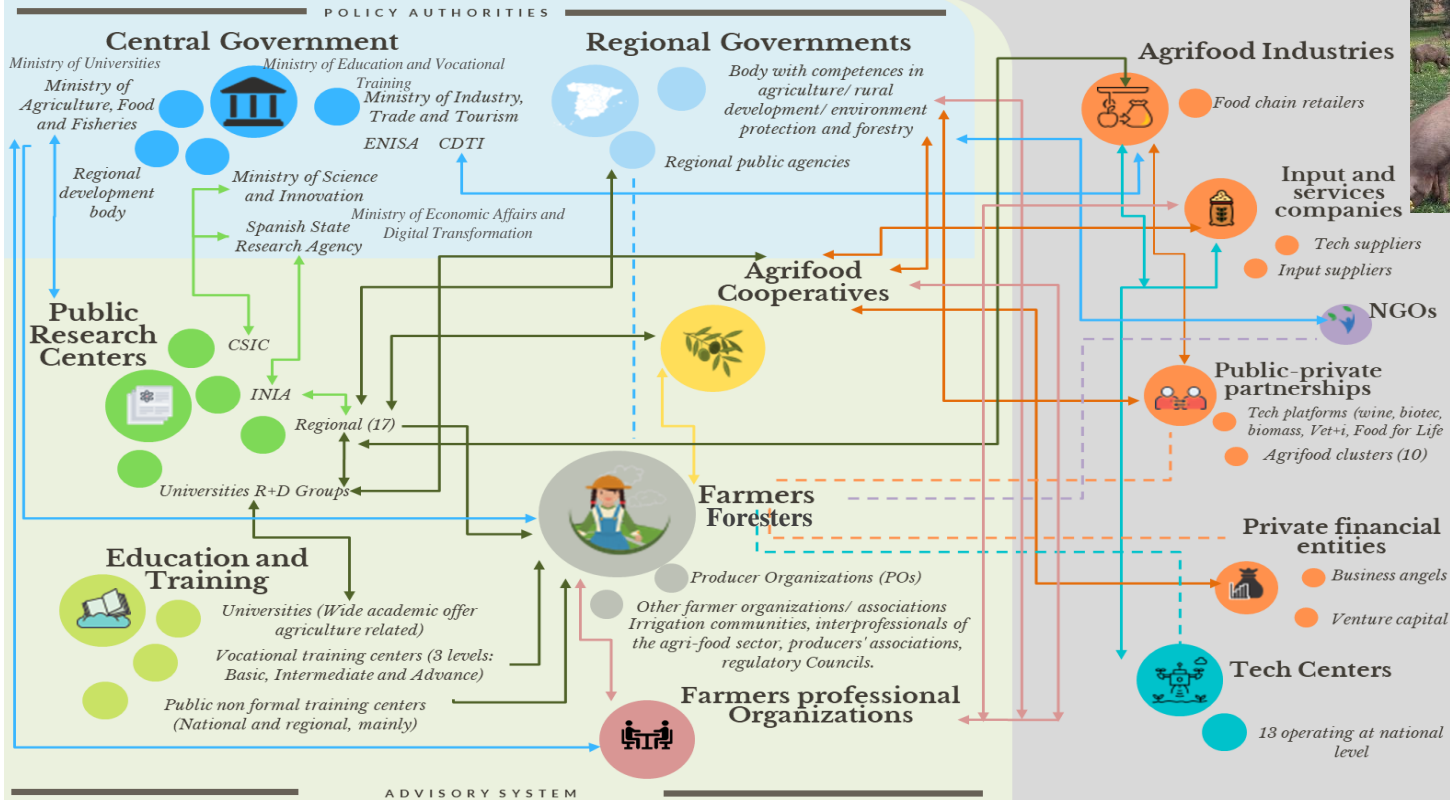 POLICY AUTHORITIES
Central Government
Ministry of Universities
Ministry of Education and Vocational
Training
Ministry of
Agriculture, Food
and Fisheries
Ministry of Industry,
Trade and Tourism
ENISA CDTI
Regional
development
body
Ministry of Science
and Innovation
Spanish State
Research Agency
Ministry of Economic Affairs and
Digital Transformation
Regional Governments
Body with competences in
agriculture/ rural
development/ environment
protection and forestry
Regional public agencies
Agrifood Industries
Food chain retailers
Input and
services
companies
Tech suppliers
Input suppliers
NGOs
Public-private
partnerships
Tech platforms (wine, biotec,
biomass, Vet+i, Food for Life
Agrifood clusters (10)
Private financial
entities
Business angels
Venture capital
Tech Centers
13 operating at national
level
Agrifood
Cooperatives
Public
Research
Centers
CSIC
INIA
Regional (17)
Universities R+D Groups
Farmers
Foresters
Producer Organizations (POs)
Other farmer organizations/ associations
Irrigation communities, interprofessionals of
the agri-food sector, producers' associations,
regulatory Councils.
Education and
Training
Universities (Wide academic offer
agriculture related)
Vocational training centers (3 levels:
Basic, Intermediate and Advance)
Public non formal training centers
(National and regional, mainly)
Farmers professional
Organizations
ADVISORY SYSTEM